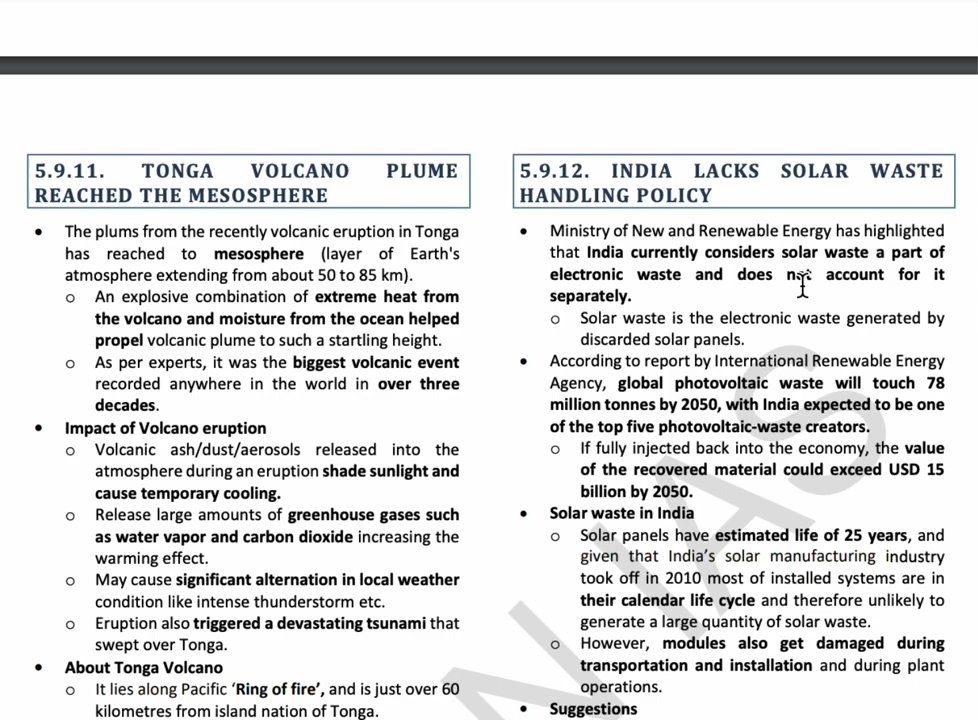 5.9.11. TONGA VOLCANO PLUME
REACHED THE MESOSPHERE
• The plums from the recently volcanic eruption in Tonga
has reached to mesosphere (layer of Earth's
atmosphere extending from about 50 to 85 km).
o An explosive combination of extreme heat from
the volcano and moisture from the ocean helped
propel volcanic plume to such a startling height.
o As per experts, it was the biggest volcanic event
recorded anywhere in the world in over three
decades.
• Impact of Volcano eruption
o Volcanic ash/dust/aerosols released into the
atmosphere during an eruption shade sunlight and
cause temporary cooling.
o Release large amounts of greenhouse gases such
as water vapor and carbon dioxide increasing the
warming effect.
o May cause significant alternation in local weather
condition like intense thunderstorm etc.
o Eruption also triggered a devastating tsunami that
swept over Tonga.
• About Tonga Volcano
o It lies along Pacific ‘Ring of fire’, and is just over 60
kilometres from island nation of Tonga.
5.9.12. INDIA LACKS SOLAR WASTE
HANDLING POLICY
• Ministry of New and Renewable Energy has highlighted
that India currently considers solar waste a part of
electronic waste and does not account for it
separately.
o Solar waste is the electronic waste generated by
discarded solar panels.
• According to report by International Renewable Energy
Agency, global photovoltaic waste will touch 78
million tonnes by 2050, with India expected to be one
of the top five photovoltaic-waste creators.
o If fully injected back into the economy, the value
of the recovered material could exceed USD 15
billion by 2050.
• Solar waste in India
o Solar panels have estimated life of 25 years, and
given that India’s solar manufacturing industry
took off in 2010 most of installed systems are in
their calendar life cycle and therefore unlikely to
generate a large quantity of solar waste.
o However, modules also get damaged during
transportation and installation and during plant
operations.
• Suggestions
N IAS